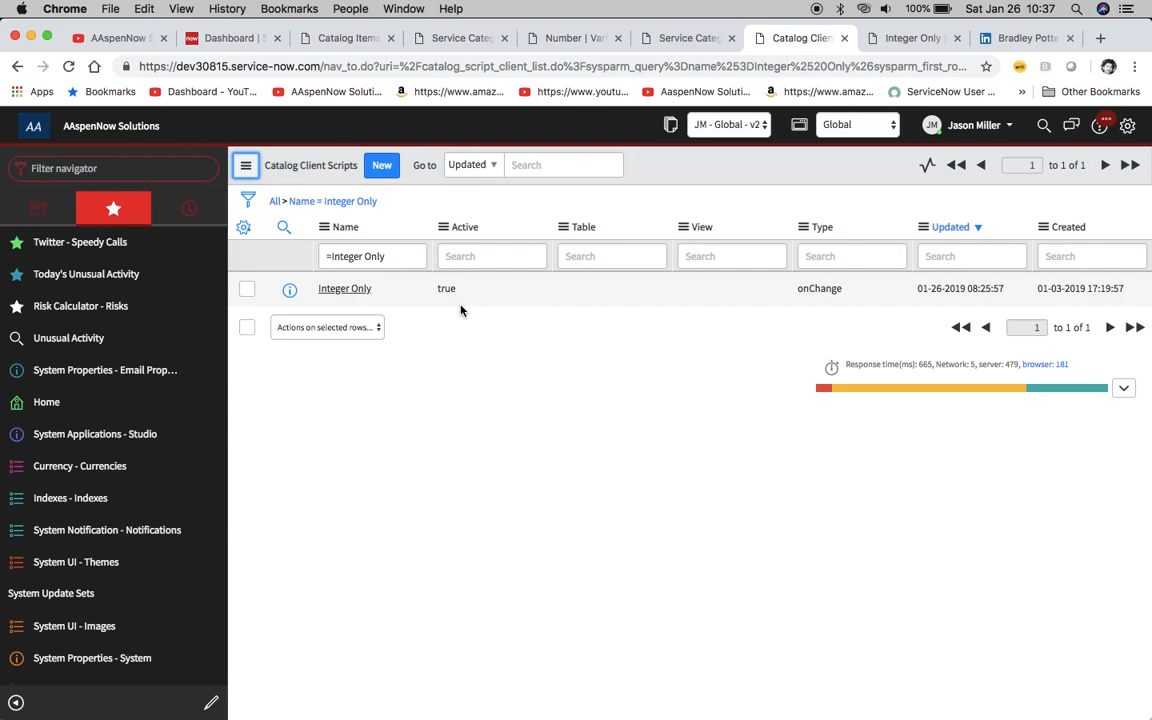 Chrome File Edit View History Bookmarks People Window Help 100% Sat Jan 26 10:37
AAspenNow S Dashboard | S Catalog Items Service Cate Number | Vari Service Cate Catalog Clien Integer Only | Bradley Potte
https://dev30815.service-now.com/nav_to.do?uri=%2Fcatalog_script_client_list.do%3Fsysparm_query%3Dname%253DInteger%2520Only%26sysparm_first_ro...
Apps Bookmarks Dashboard - YouT... AAspenNow Soluti... https://www.amaz... https://www.youtu... AAspenNow Soluti... https://www.amaz... ServiceNow User ... » Other Bookmarks
AA AAspenNow Solutions JM - Global - v2 Global JM Jason Miller
Filter navigator
Catalog Client Scripts New Go to Updated Search 1 to 1 of 1
All > Name = Integer Only
Name Active Table View Type Updated Created
=Integer Only Search Search Search Search Search Search
Integer Only true onChange 01-26-2019 08:25:57 01-03-2019 17:19:57
Actions on selected rows... 1 to 1 of 1
Response time(ms): 665, Network: 5, server: 479, browser: 181
Twitter - Speedy Calls
Today's Unusual Activity
Risk Calculator - Risks
Unusual Activity
System Properties - Email Prop...
Home
System Applications - Studio
Currency - Currencies
Indexes - Indexes
System Notification - Notifications
System UI - Themes
System Update Sets
System UI - Images
System Properties - System